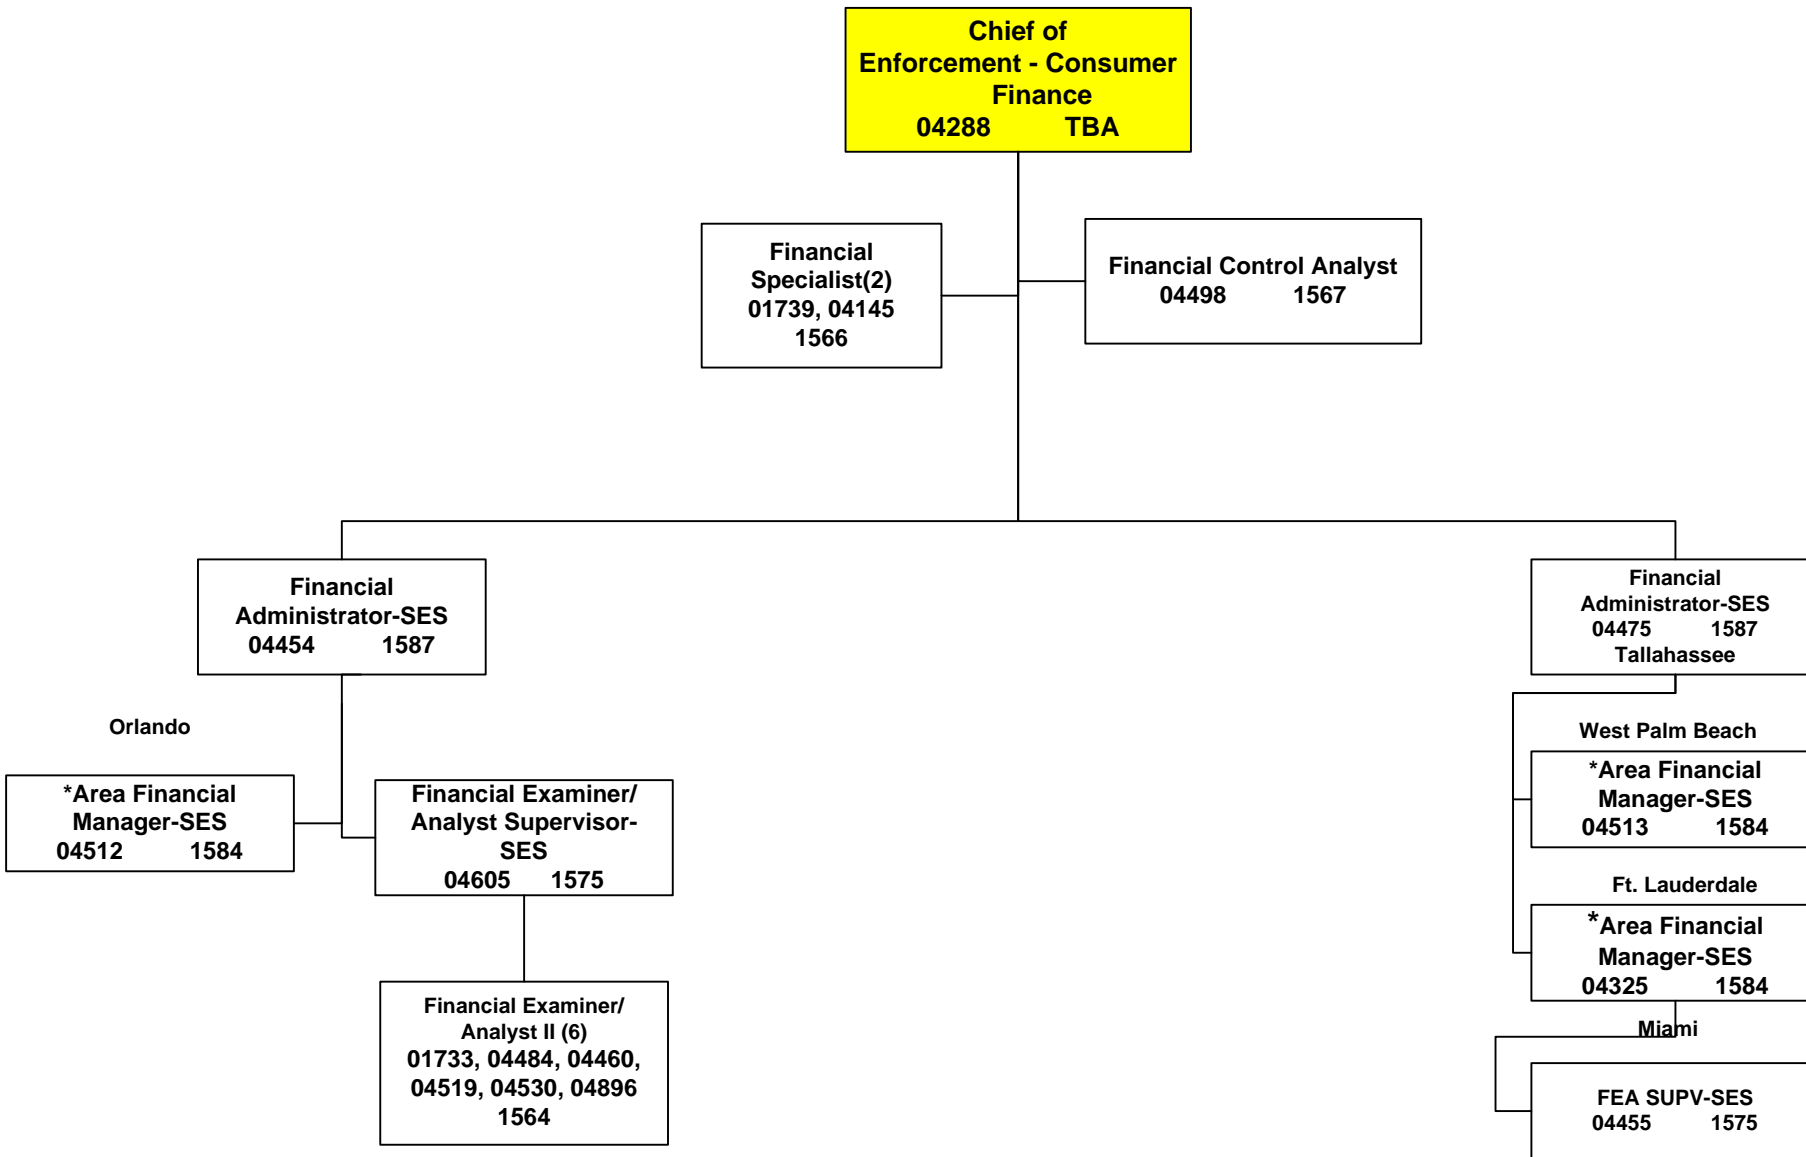 Chief of
Enforcement - Consumer
Finance
04288 TBA
Financial
Specialist(2)
01739, 04145
1566
Financial Control Analyst
04498 1567
Financial
Administrator-SES
04454 1587
Financial
Administrator-SES
04475 1587
Tallahassee
Orlando
*Area Financial
Manager-SES
04512 1584
Financial Examiner/
Analyst Supervisor-
SES
04605 1575
Financial Examiner/
Analyst II (6)
01733, 04484, 04460,
04519, 04530, 04896
1564
West Palm Beach
*Area Financial
Manager-SES
04513 1584
Ft. Lauderdale
*Area Financial
Manager-SES
04325 1584
Miami
FEA SUPV-SES
04455 1575